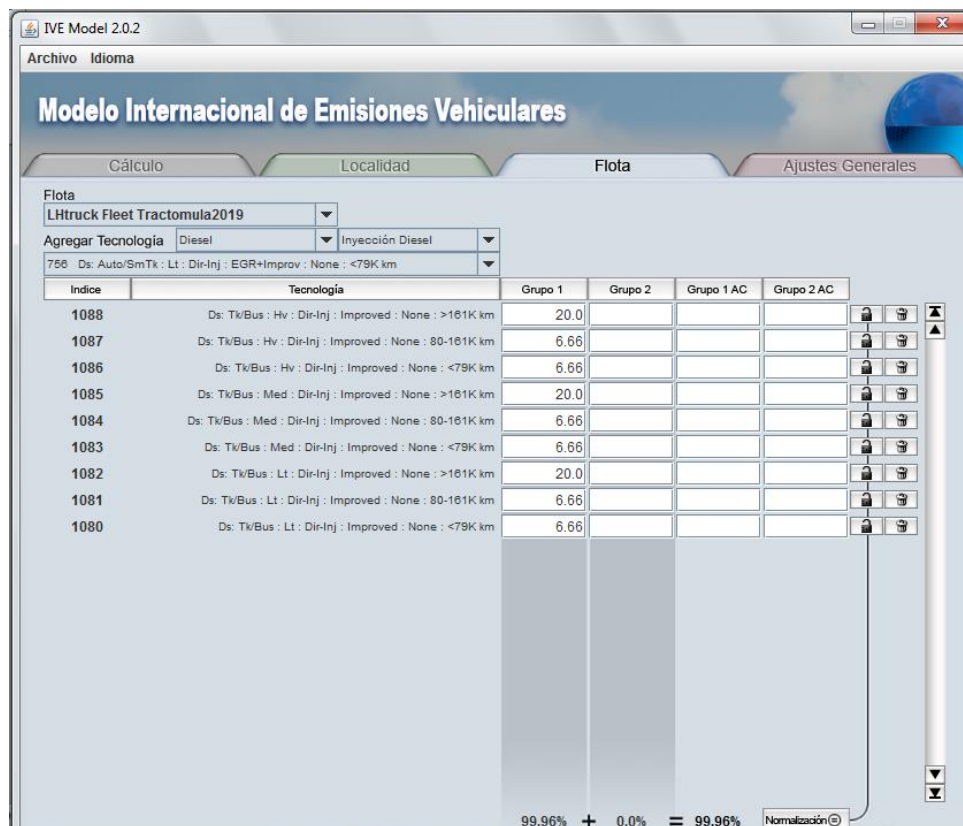 IVE Model 2.0.2
Archivo Idioma
Modelo Internacional de Emisiones Vehiculares
Cálculo Localidad Flota Ajustes Generales
Flota
LHtruck Fleet Tractomula2019
Agregar Tecnología Diesel Inyección Diesel
756 Ds: Auto/SmTk : Lt : Dir-Inj : EGR+Improv : None : <79K km
Indice Tecnología Grupo 1 Grupo 2 Grupo 1 AC Grupo 2 AC
1088 Ds: Tk/Bus : Hv : Dir-Inj : Improved : None : >161K km 20.0
1087 Ds: Tk/Bus : Hv : Dir-Inj : Improved : None : 80-161K km 6.66
1086 Ds: Tk/Bus : Hv : Dir-Inj : Improved : None : <79K km 6.66
1085 Ds: Tk/Bus : Med : Dir-Inj : Improved : None : >161K km 20.0
1084 Ds: Tk/Bus : Med : Dir-Inj : Improved : None : 80-161K km 6.66
1083 Ds: Tk/Bus : Med : Dir-Inj : Improved : None : <79K km 6.66
1082 Ds: Tk/Bus : Lt : Dir-Inj : Improved : None : >161K km 20.0
1081 Ds: Tk/Bus : Lt : Dir-Inj : Improved : None : 80-161K km 6.66
1080 Ds: Tk/Bus : Lt : Dir-Inj : Improved : None : <79K km 6.66
99.96% + 0.0% = 99.96% Normalización